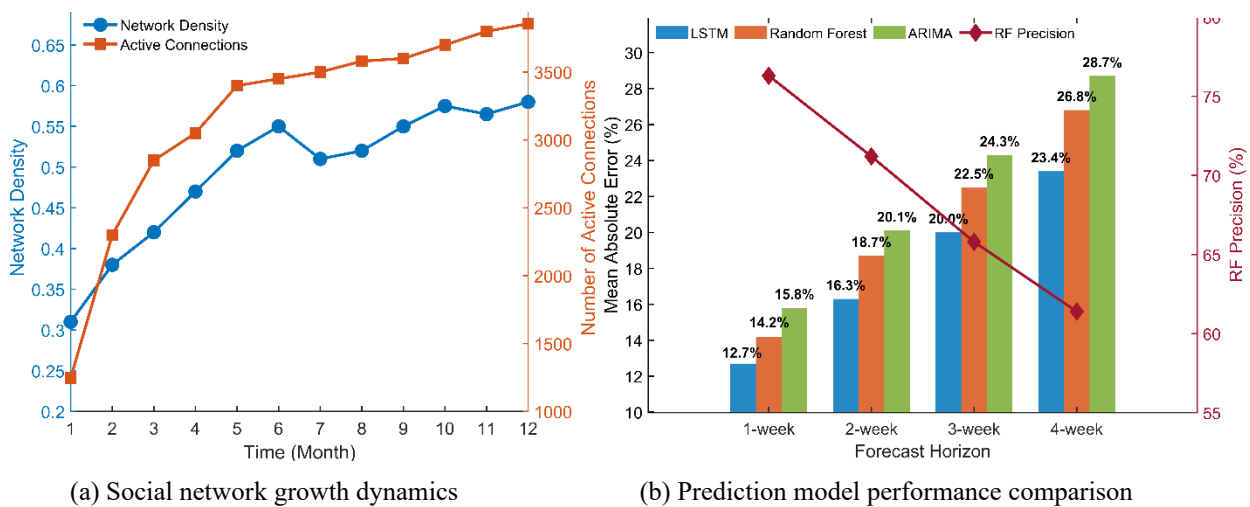 Network Density
Active Connections
0.65
0.6
0.55
0.5
0.45
0.4
0.35
0.3
0.25
0.2
Network Density
3500
3000
2500
2000
1500
1000
Number of Active Connections
1 2 3 4 5 6 7 8 9 10 11 12
Time (Month)
(a) Social network growth dynamics
LSTM Random Forest ARIMA RF Precision
30
28
26
24
22
20
18
16
14
12
10
Mean Absolute Error (%)
12.7% 14.2% 15.8%
16.3% 18.7% 20.1%
20.0% 22.5% 24.3%
23.4% 26.8% 28.7%
80
75
70
65
60
55
RF Precision (%)
1-week 2-week 3-week 4-week
Forecast Horizon
(b) Prediction model performance comparison